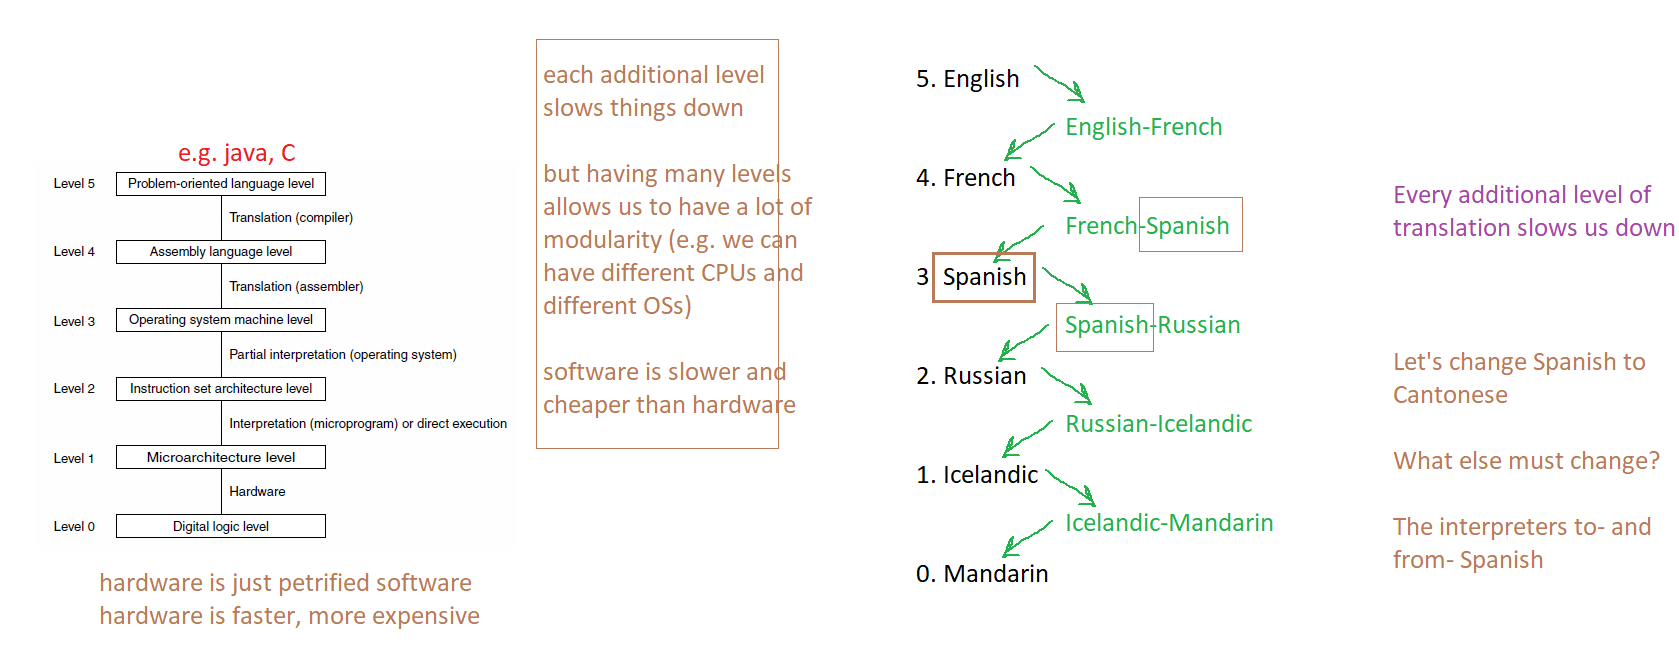 e.g. java, C
Level 5
Problem-oriented language level
Translation (compiler)
Level 4
Assembly language level
Translation (assembler)
Level 3
Operating system machine level
Partial interpretation (operating system)
Level 2
Instruction set architecture level
Interpretation (microprogram) or direct execution
Level 1
Microarchitecture level
Hardware
Level 0
Digital logic level
hardware is just petrified software
hardware is faster, more expensive
each additional level
slows things down
but having many levels
allows us to have a lot of
modularity (e.g. we can
have different CPUs and
different OSs)
software is slower and
cheaper than hardware
5. English
English-French
4. French
French-Spanish
3 Spanish
Spanish-Russian
2. Russian
Russian-Icelandic
1. Icelandic
Icelandic-Mandarin
0. Mandarin
Every additional level of
translation slows us down
Let's change Spanish to
Cantonese
What else must change?
The interpreters to- and
from- Spanish